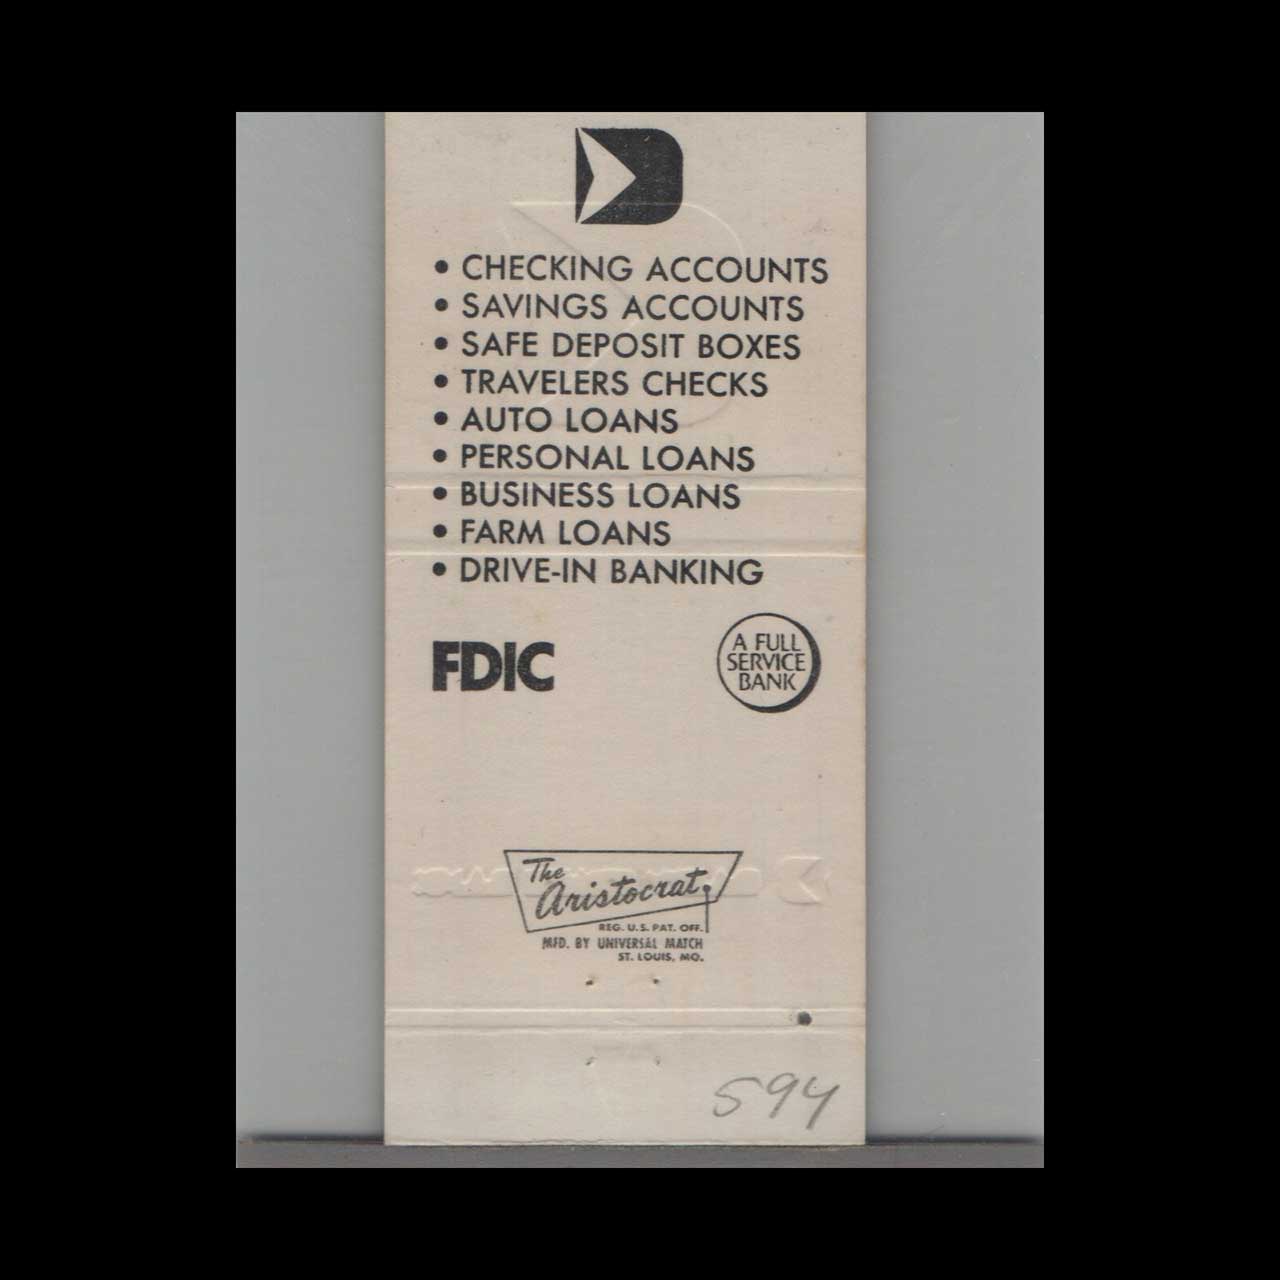 • CHECKING ACCOUNTS
• SAVINGS ACCOUNTS
• SAFE DEPOSIT BOXES
• TRAVELERS CHECKS
• AUTO LOANS
• PERSONAL LOANS
• BUSINESS LOANS
• FARM LOANS
• DRIVE-IN BANKING
FDIC
A FULL
SERVICE
BANK
The
Aristocrat
REG. U.S. PAT. OFF.
MFD. BY UNIVERSAL MATCH
ST. LOUIS, MO.
594